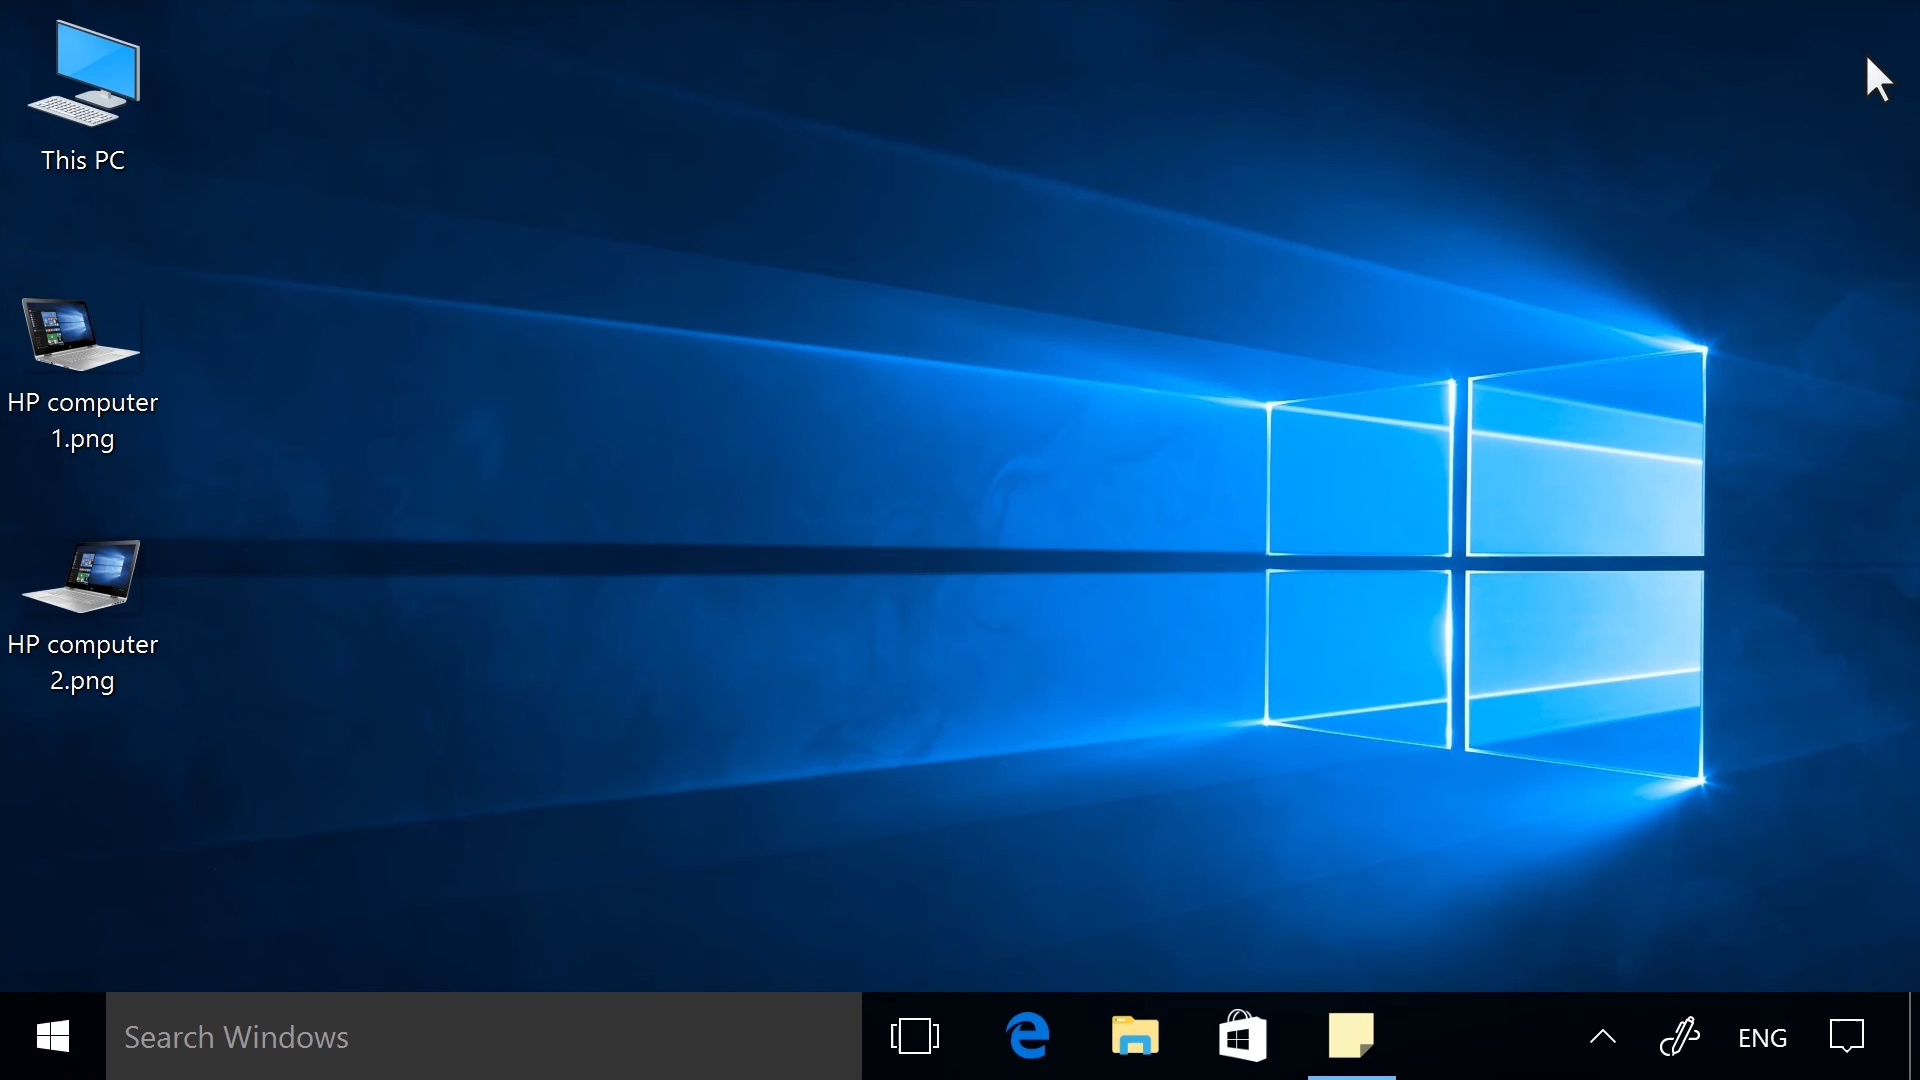 This PC
HP computer
1.png
HP computer
2.png
Search Windows
ENG